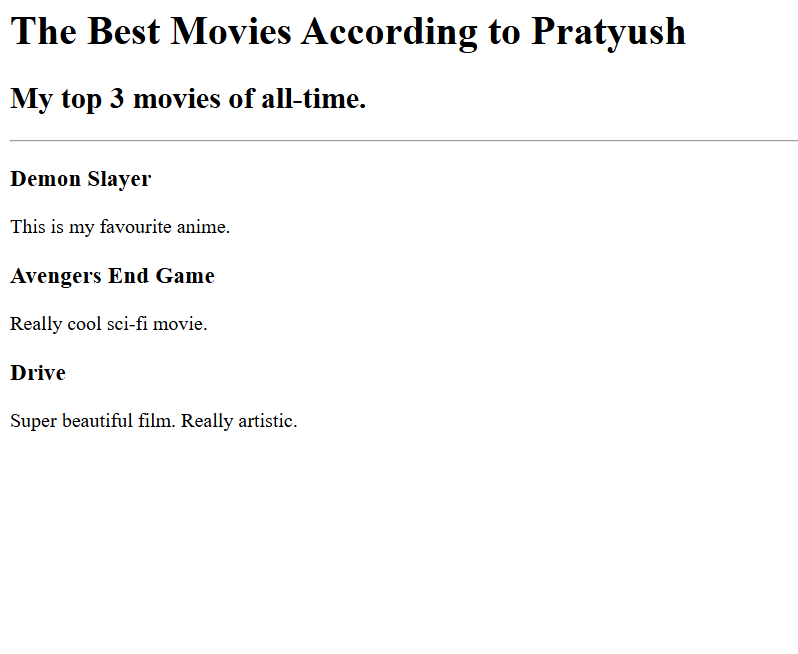 The Best Movies According to Pratyush
My top 3 movies of all-time.
Demon Slayer
This is my favourite anime.
Avengers End Game
Really cool sci-fi movie.
Drive
Super beautiful film. Really artistic.